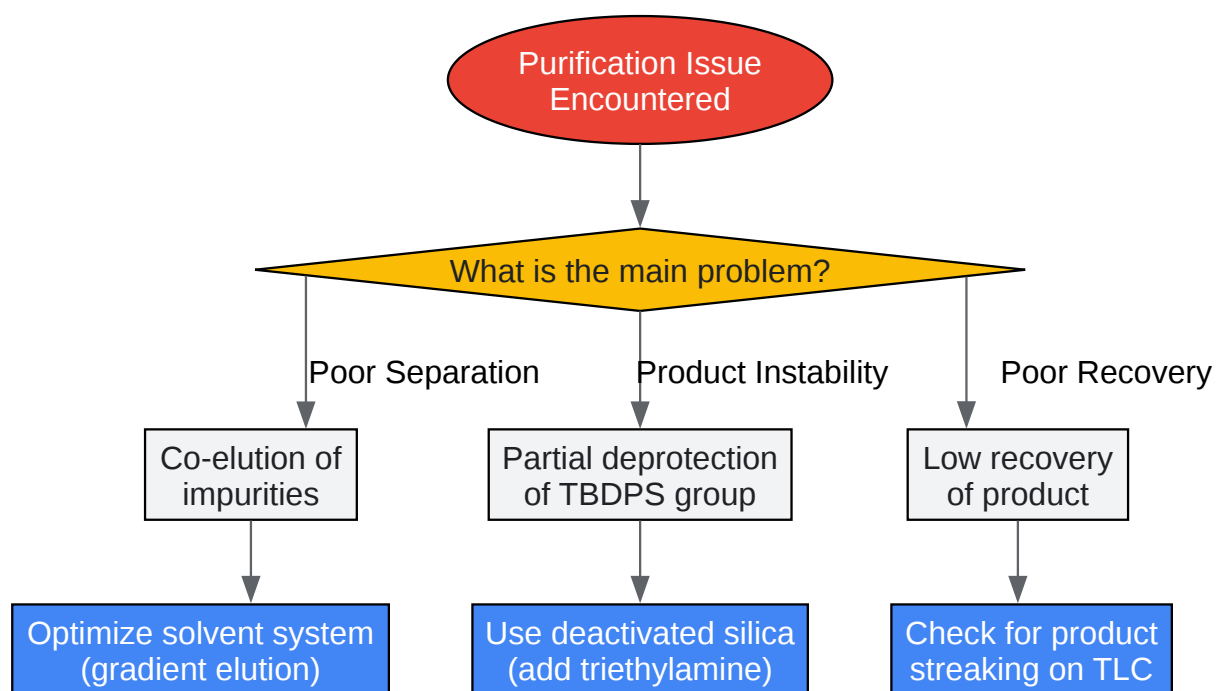 Purification Issue
Encountered
What is the main problem?
Poor Separation
Product Instability
Poor Recovery
Co-elution of
impurities
Partial deprotection
of TBDPS group
Low recovery
of product
Optimize solvent system
(gradient elution)
Use deactivated silica
(add triethylamine)
Check for product
streaking on TLC